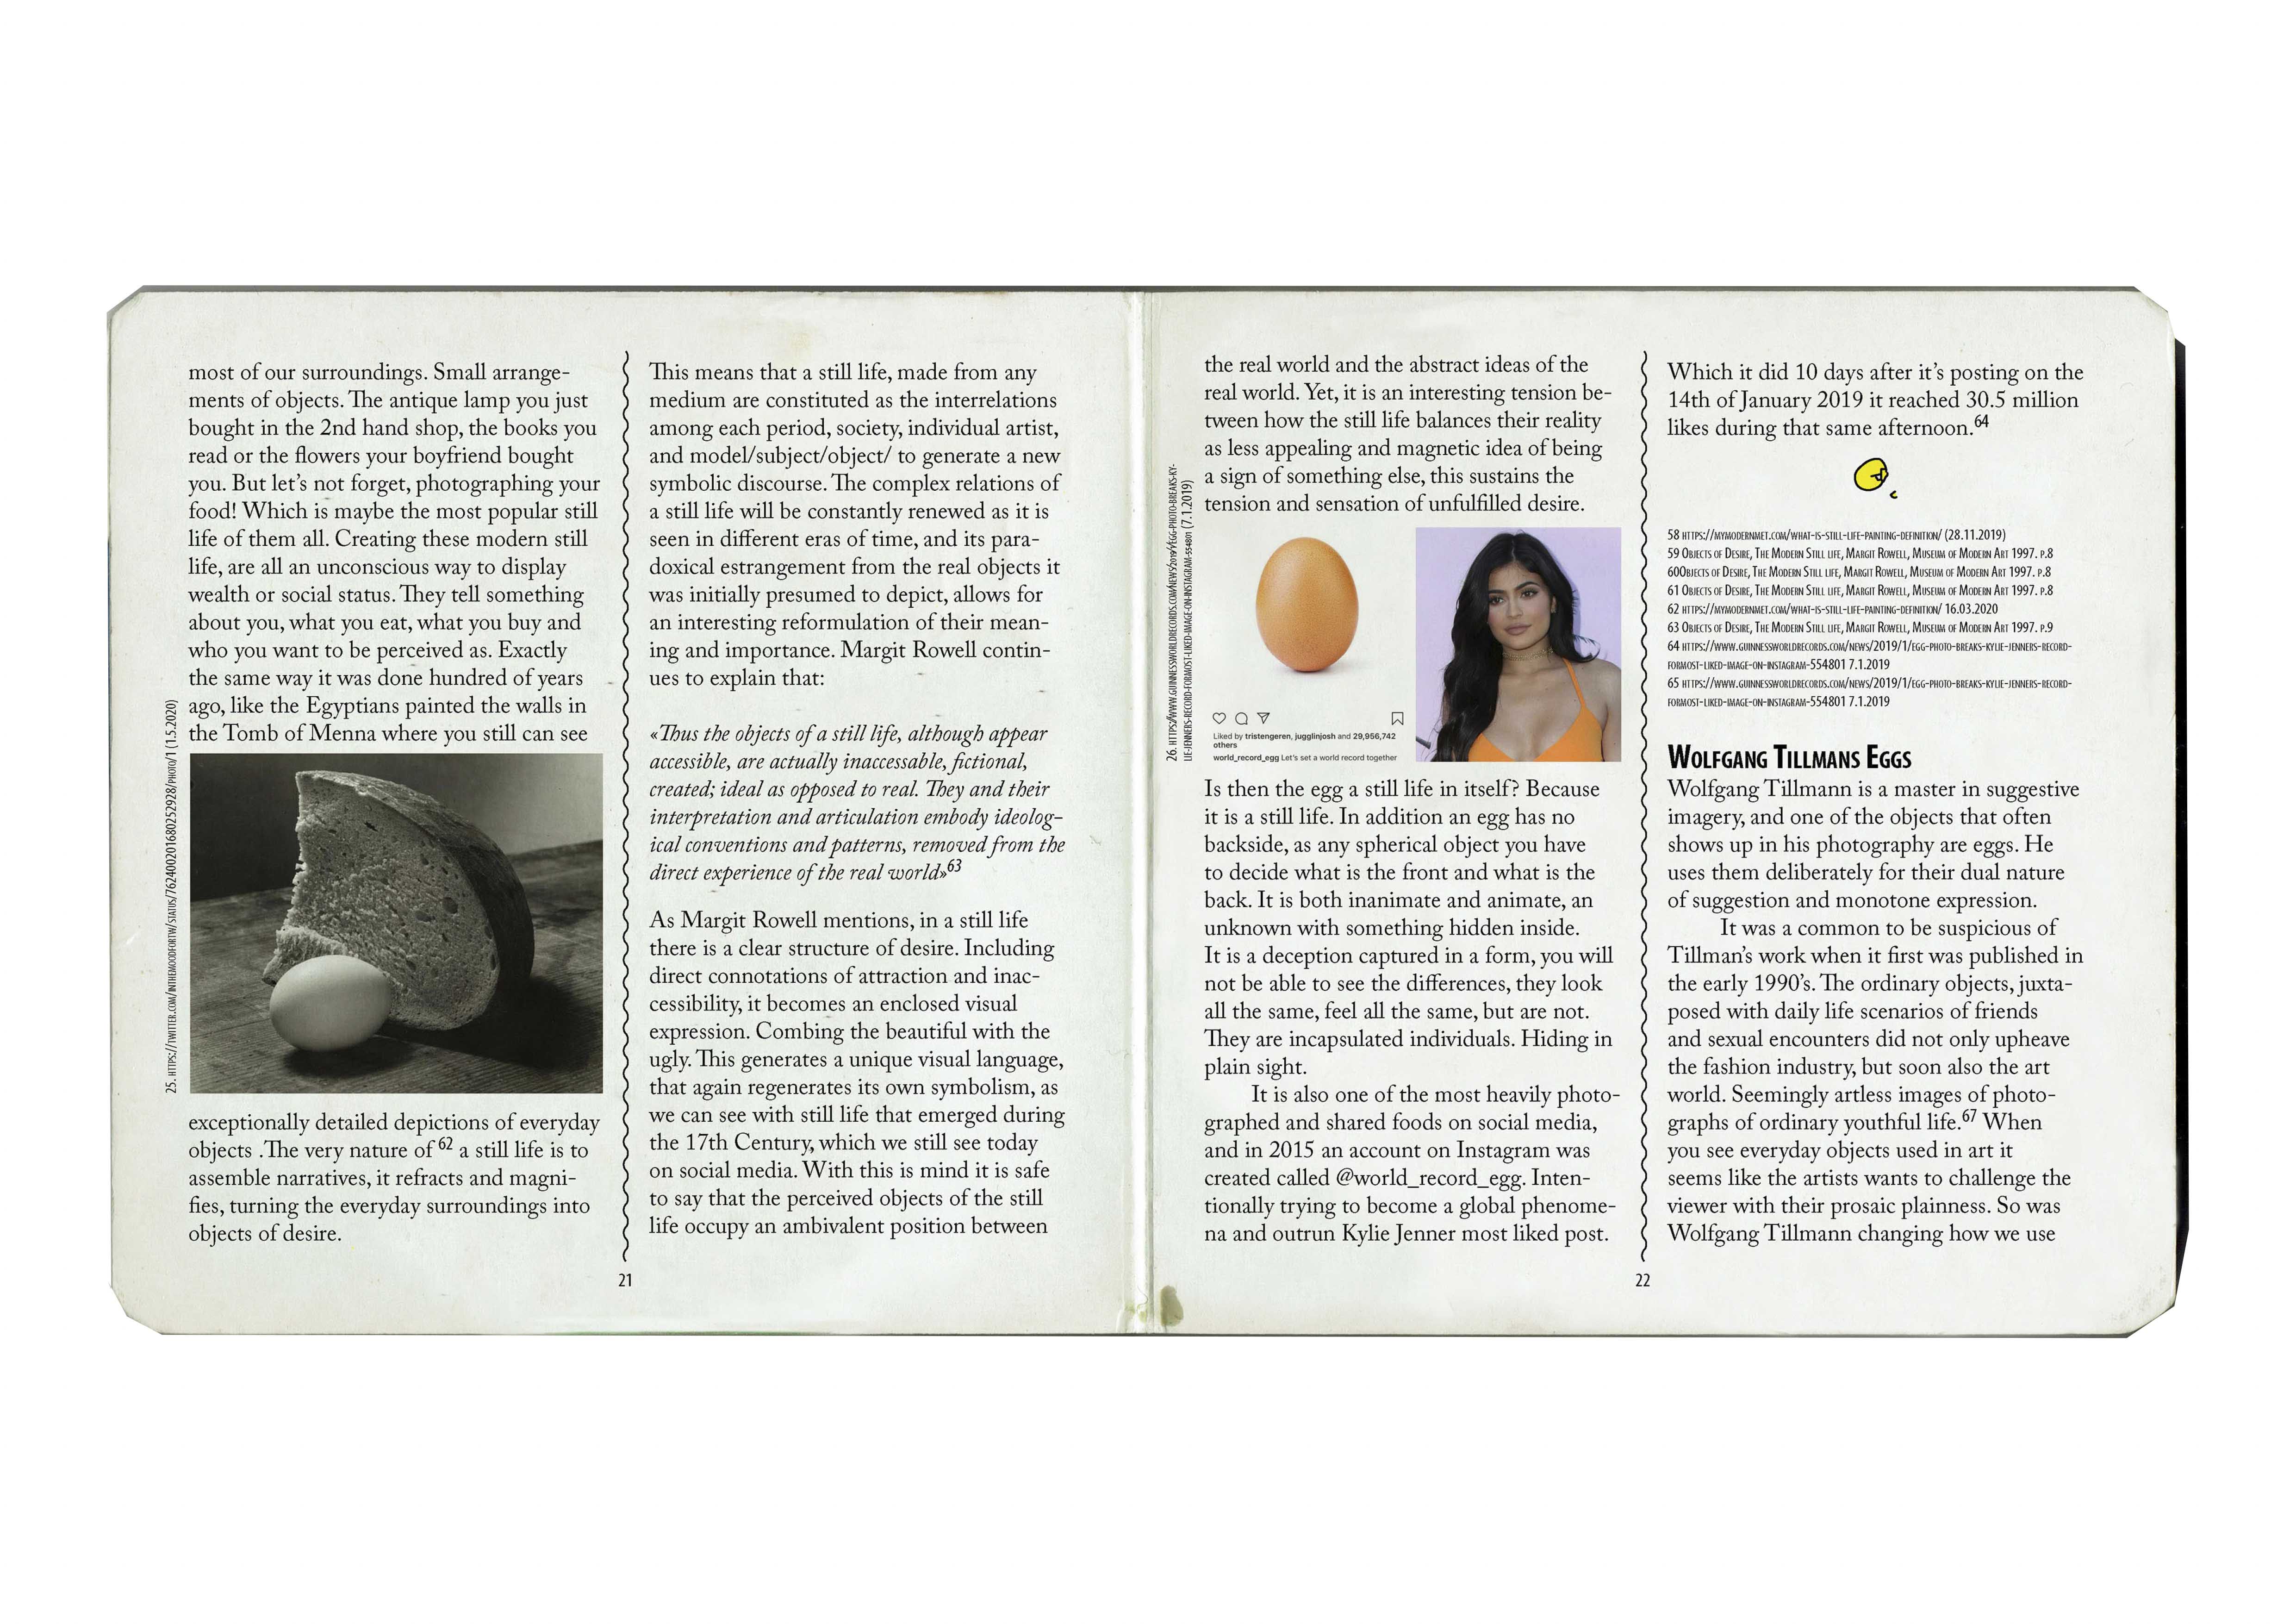 most of our surroundings. Small arrange-
ments of objects. The antique lamp you just
bought in the 2nd hand shop, the books you
read or the flowers your boyfriend bought
you. But let's not forget, photographing your
food! Which is maybe the most popular still
life of them all. Creating these modern still
life, are all an unconscious way to display
wealth or social status. They tell something
about you, what you eat, what you buy and
who you want to be perceived as. Exactly
the same way it was done hundred of years
ago, like the Egyptians painted the walls in
the Tomb of Menna where you still can see
25. HTTPS://TWITTER.COM/INTHEMOODFORTW/STATUS/762400201680252928/PHOTO/1 (1.5.2020)
exceptionally detailed depictions of everyday
objects .The very nature of 62 a still life is to
assemble narratives, it refracts and magni-
fies, turning the everyday surroundings into
objects of desire.
This means that a still life, made from any
medium are constituted as the interrelations
among each period, society, individual artist,
and model/subject/object/ to generate a new
symbolic discourse. The complex relations of
a still life will be constantly renewed as it is
seen in different eras of time, and its para-
doxical estrangement from the real objects it
was initially presumed to depict, allows for
an interesting reformulation of their mean-
ing and importance. Margit Rowell contin-
ues to explain that:
«Thus the objects of a still life, although appear
accessible, are actually inaccessable, fictional,
created; ideal as opposed to real. They and their
interpretation and articulation embody ideolog-
ical conventions and patterns, removed from the
direct experience of the real world»63
As Margit Rowell mentions, in a still life
there is a clear structure of desire. Including
direct connotations of attraction and inac-
cessibility, it becomes an enclosed visual
expression. Combing the beautiful with the
ugly. This generates a unique visual language,
that again regenerates its own symbolism, as
we can see with still life that emerged during
the 17th Century, which we still see today
on social media. With this is mind it is safe
to say that the perceived objects of the still
life occupy an ambivalent position between
21
the real world and the abstract ideas of the
real world. Yet, it is an interesting tension be-
tween how the still life balances their reality
as less appealing and magnetic idea of being
a sign of something else, this sustains the
tension and sensation of unfulfilled desire.
26. HTTPS://WWW.GUINNESSWORLDRECORDS.COM/NEWS/2019/1/EGG-PHOTO-BREAKS-KY-
LIE-JENNERS-RECORD-FORMOST-LIKED-IMAGE-ON-INSTAGRAM-554801 (7.1.2019)
Liked by tristengeren, jugglinjosh and 29,956,742
others
world_record_egg Let's set a world record together
Is then the egg a still life in itself? Because
it is a still life. In addition an egg has no
backside, as any spherical object you have
to decide what is the front and what is the
back. It is both inanimate and animate, an
unknown with something hidden inside.
It is a deception captured in a form, you will
not be able to see the differences, they look
all the same, feel all the same, but are not.
They are incapsulated individuals. Hiding in
plain sight.
It is also one of the most heavily photo-
graphed and shared foods on social media,
and in 2015 an account on Instagram was
created called @world_record_egg. Inten-
tionally trying to become a global phenome-
na and outrun Kylie Jenner most liked post.
Which it did 10 days after it's posting on the
14th of January 2019 it reached 30.5 million
likes during that same afternoon.64
58 HTTPS://MYMODERNMET.COM/WHAT-IS-STILL-LIFE-PAINTING-DEFINITION/ (28.11.2019)
59 OBJECTS OF DESIRE, THE MODERN STILL LIFE, MARGIT ROWELL, MUSEUM OF MODERN ART 1997. P.8
60OBJECTS OF DESIRE, THE MODERN STILL LIFE, MARGIT ROWELL, MUSEUM OF MODERN ART 1997. P.8
61 OBJECTS OF DESIRE, THE MODERN STILL LIFE, MARGIT ROWELL, MUSEUM OF MODERN ART 1997. P.8
62 HTTPS://MYMODERNMET.COM/WHAT-IS-STILL-LIFE-PAINTING-DEFINITION/ 16.03.2020
63 OBJECTS OF DESIRE, THE MODERN STILL LIFE, MARGIT ROWELL, MUSEUM OF MODERN ART 1997. P.9
64 HTTPS://WWW.GUINNESSWORLDRECORDS.COM/NEWS/2019/1/EGG-PHOTO-BREAKS-KYLIE-JENNERS-RECORD-
FORMOST-LIKED-IMAGE-ON-INSTAGRAM-554801 7.1.2019
65 HTTPS://WWW.GUINNESSWORLDRECORDS.COM/NEWS/2019/1/EGG-PHOTO-BREAKS-KYLIE-JENNERS-RECORD-
FORMOST-LIKED-IMAGE-ON-INSTAGRAM-554801 7.1.2019
WOLFGANG TILLMANS EGGS
Wolfgang Tillmann is a master in suggestive
imagery, and one of the objects that often
shows up in his photography are eggs. He
uses them deliberately for their dual nature
of suggestion and monotone expression.
It was a common to be suspicious of
Tillman's work when it first was published in
the early 1990's. The ordinary objects, juxta-
posed with daily life scenarios of friends
and sexual encounters did not only upheave
the fashion industry, but soon also the art
world. Seemingly artless images of photo-
graphs of ordinary youthful life.67 When
you see everyday objects used in art it
seems like the artists wants to challenge the
viewer with their prosaic plainness. So was
Wolfgang Tillmann changing how we use
22